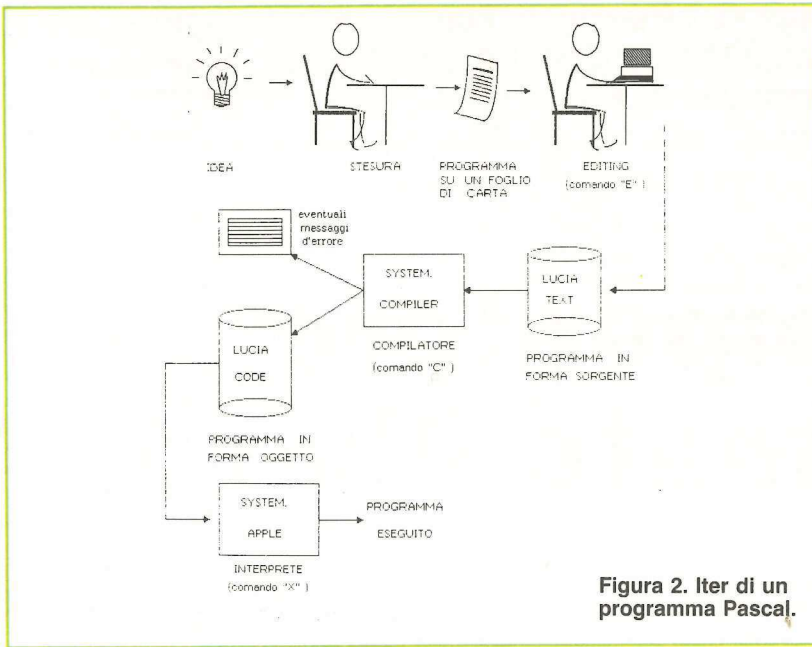 IDEA
STESURA
PROGRAMMA
SU UN FOGLIO
DI CARTA
EDITING
(comando "E" )
eventuali
messaggi
d'errore
SYSTEM.
COMPILER
LUCIA
TEXT
COMPILATORE
(comando "C" )
PROGRAMMA IN
FORMA SORGENTE
LUCIA
CODE
PROGRAMMA IN
FORMA OGGETTO
SYSTEM.
APPLE
PROGRAMMA
ESEGUITO
INTERPRETE
(comando "X" )
Figura 2. Iter di un
programma Pascal.